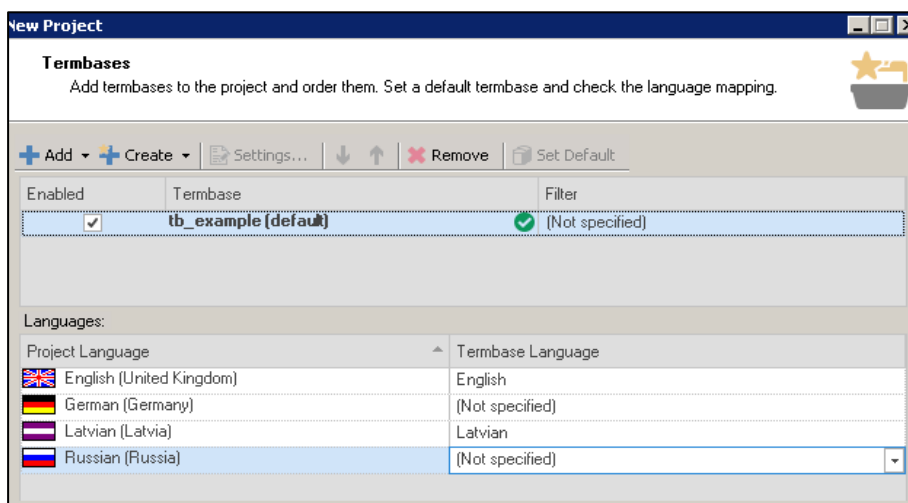 New Project
Termbases
Add termbases to the project and order them. Set a default termbase and check the language mapping.
Add Create Settings... Remove Set Default
Enabled Termbase Filter
tb_example (default) (Not specified)
Languages:
Project Language Termbase Language
English (United Kingdom) English
German (Germany) (Not specified)
Latvian (Latvia) Latvian
Russian (Russia) (Not specified)